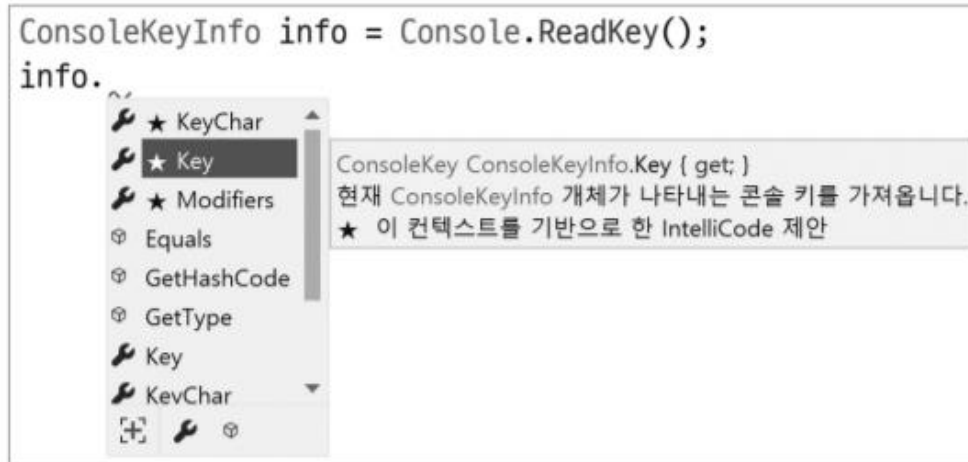 ConsoleKeyInfo info = Console.ReadKey();
info.
★ KeyChar
★ Key
ConsoleKey ConsoleKeyInfo.Key { get; }
현재 ConsoleKeyInfo 개체가 나타내는 콘솔 키를 가져옵니다.
★ 이 컨텍스트를 기반으로 한 IntelliCode 제안
★ Modifiers
Equals
GetHashCode
GetType
Key
KeyChar